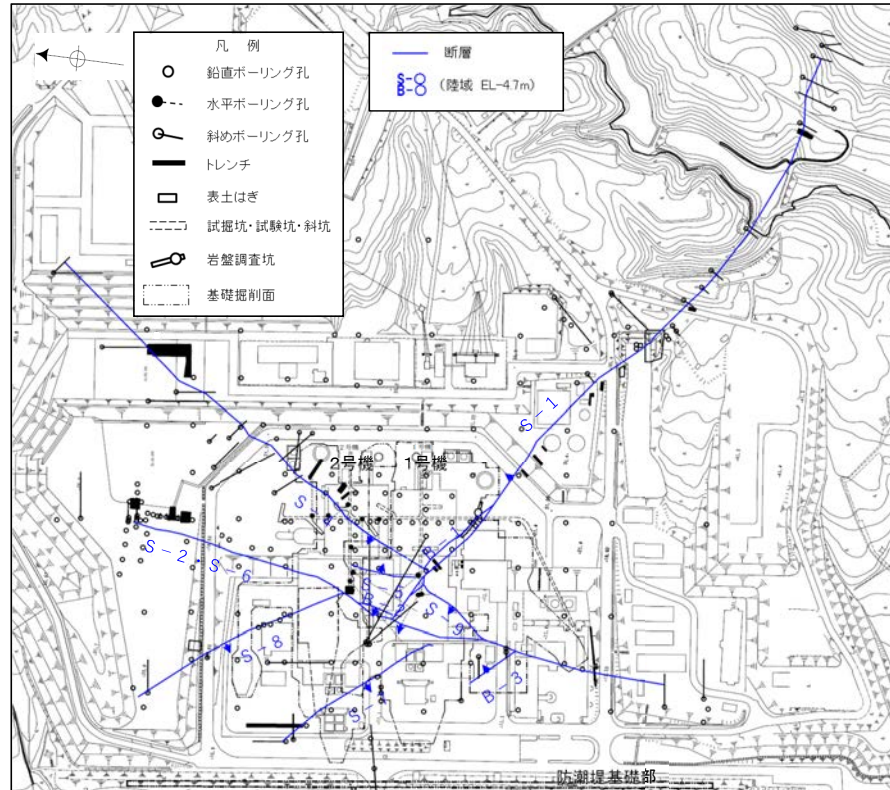 凡 例
鉛直ボーリング孔
水平ボーリング孔
斜めボーリング孔
トレンチ
表土はぎ
試掘坑・試験坑・斜坑
岩盤調査坑
基礎掘削面
断層
S-○
B-○ (陸域 EL-4.7m)
S-1
2号機
1号機
S-4
B-1
S-2・S-6
S-5
B-2
S-9
S-8
S-7
B-3
防潮堤基礎部